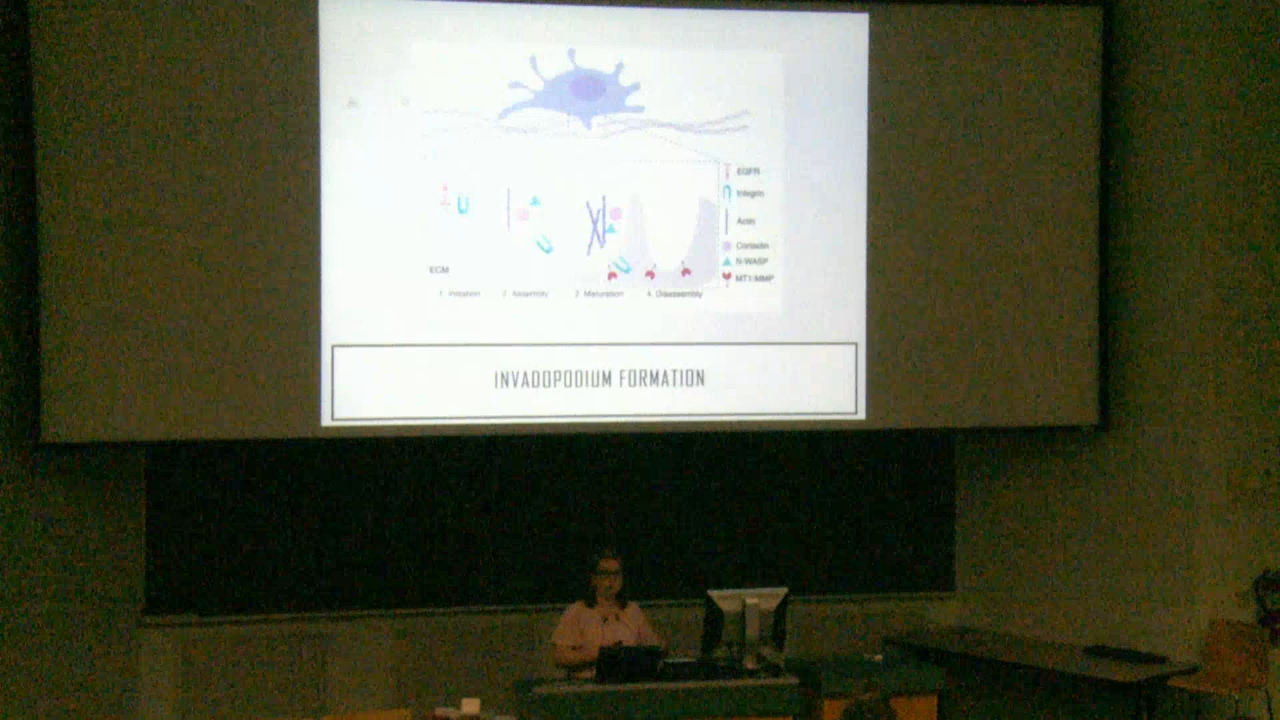 EGFR
Integrin
Actin
Cortactin
N-WASP
MT1-MMP
ECM
1. Initiation 2. Assembly 3. Maturation 4. Disassembly
INVADOPODIUM FORMATION